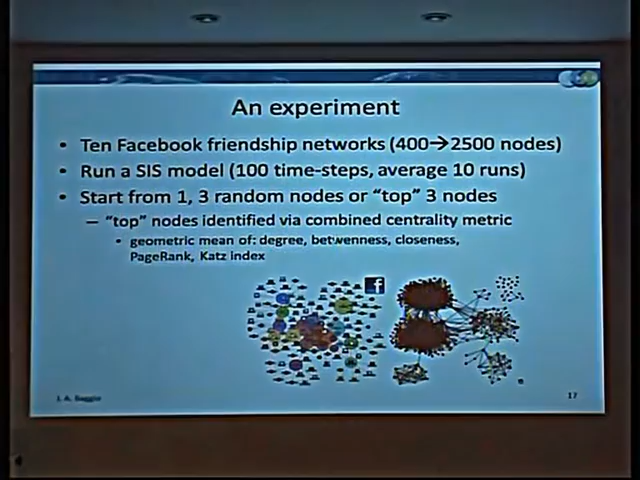 An experiment
• Ten Facebook friendship networks (400→2500 nodes)
• Run a SIS model (100 time-steps, average 10 runs)
• Start from 1, 3 random nodes or “top” 3 nodes
– “top” nodes identified via combined centrality metric
• geometric mean of: degree, betwenness, closeness,
PageRank, Katz index
f
J. A. Baggio
17